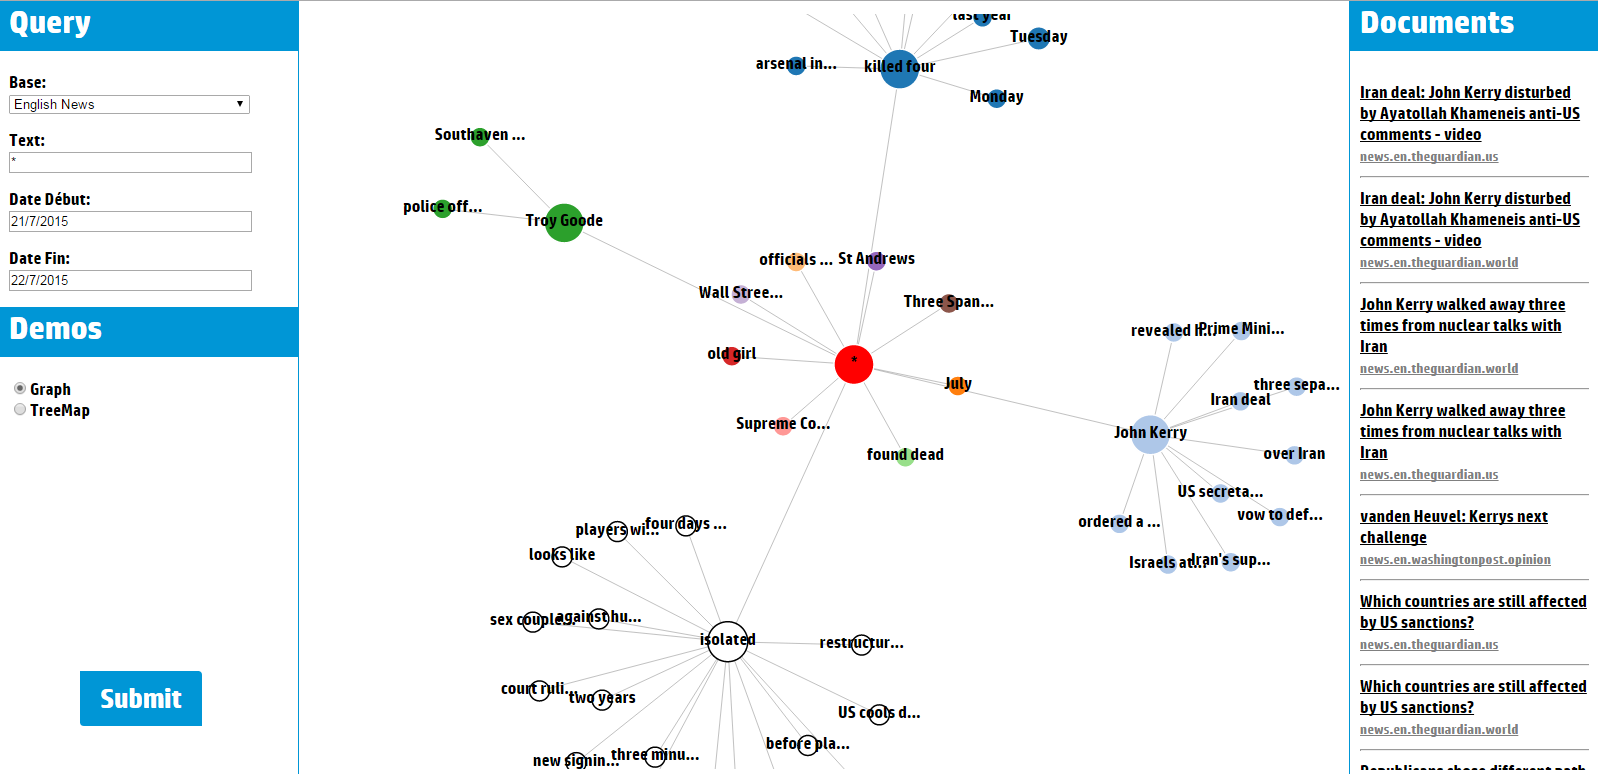 Query
Base:
English News
Text:
*
Date Début:
21/7/2015
Date Fin:
22/7/2015
Demos
Graph
TreeMap
Submit
last year
Tuesday
arsenal in...
killed four
Monday
Southaven ...
police off...
Troy Goode
officials ...
St Andrews
Wall Stree...
Three Span...
old girl
*
July
Supreme Co...
found dead
revealed h...
Prime Mini...
three sepa...
Iran deal
John Kerry
over Iran
US secreta...
vow to def...
ordered a ...
Israels at...
Iran's sup...
players wi...
four days ...
looks like
sex couple...
against hu...
isolated
restructur...
court ruli...
two years
US cools d...
before pla...
new signin...
three minu...
Documents
Iran deal: John Kerry disturbed
by Ayatollah Khameneis anti-US
comments - video
news.en.theguardian.us
Iran deal: John Kerry disturbed
by Ayatollah Khameneis anti-US
comments - video
news.en.theguardian.world
John Kerry walked away three
times from nuclear talks with
Iran
news.en.theguardian.world
John Kerry walked away three
times from nuclear talks with
Iran
news.en.theguardian.us
vanden Heuvel: Kerrys next
challenge
news.en.washingtonpost.opinion
Which countries are still affected
by US sanctions?
news.en.theguardian.us
Which countries are still affected
by US sanctions?
news.en.theguardian.world
Republicans chose different path